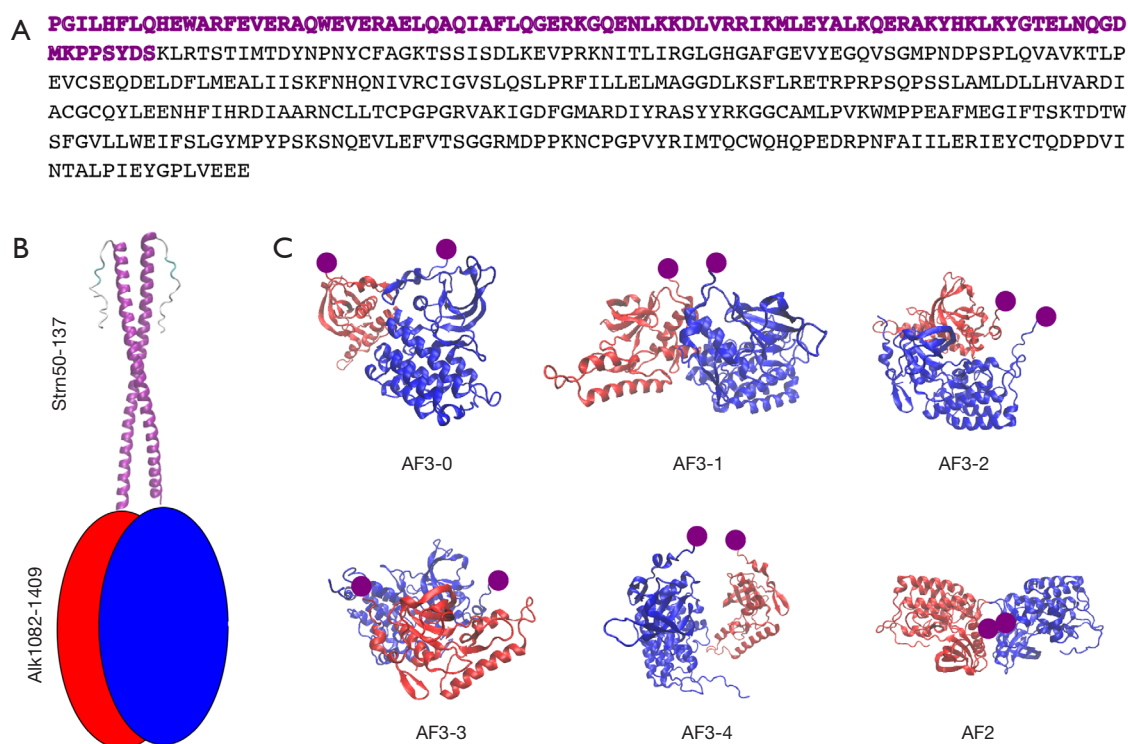 A
PGILHFLQHEWARFEVERAQWEVERAELQAQIAFLQGERKGQENLKKDLVRRIKMLEYALKQERAKYHKLKYGTELNQGD
MKPPSYDSKLRTSTIMTDYNPNYCFAGKTSSISDLKEVPRKNITLIRGLGHGAFGEVYEGQVSGMPNDPSPLQVAVKTLP
EVCSEQDELDFLMEALIISKFNHQNIVRCIGVSLQSLPRFILLELMAGGDLKSFLRETRPRPSQPSSLAMLDLLHVARDI
ACGCQYLEENHFIHRDIAARNCLLTCPGPGRVAKIGDFGMARDIYRASYYRKGGCAMLPVKWMPPEAFMEGIFTSKTDTW
SFGVLLWEIFSLGYMPYPSKSNQEVLEFVTSGGRMDPPKNCPGPVYRIMTQCWQHQPEDRPNFAIILERIEYCTQDPDVI
NTALPIEYGPLVEEE
B
Strn50-137
Alk1082-1409
C
AF3-0
AF3-1
AF3-2
AF3-3
AF3-4
AF2